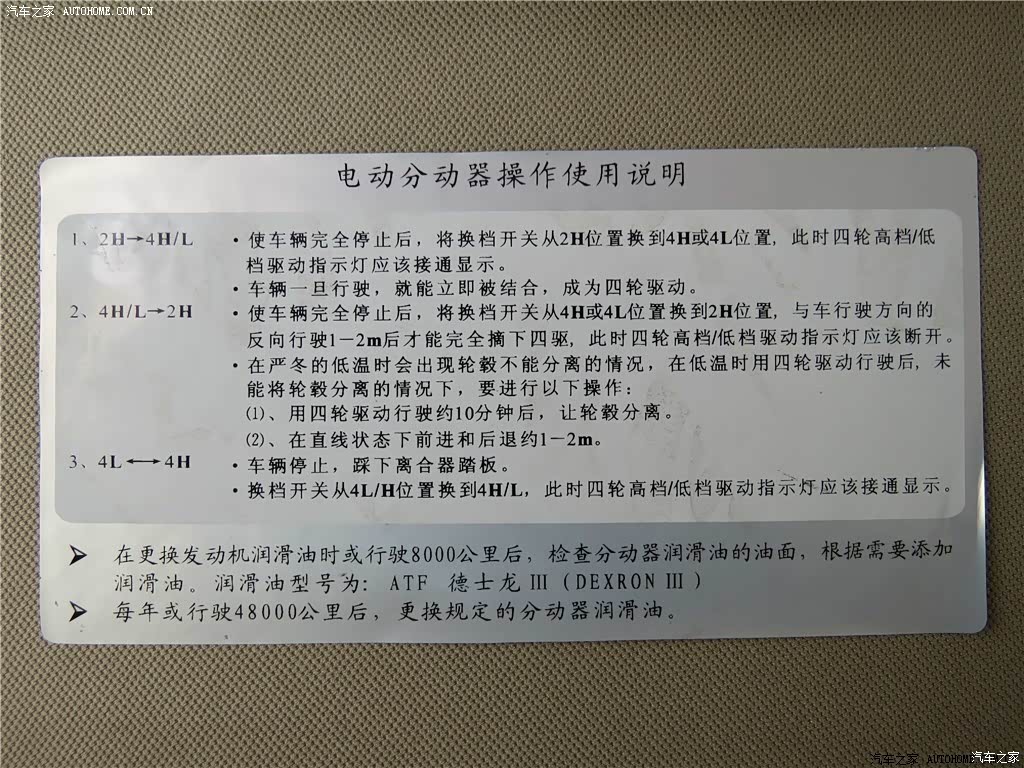 汽车之家 AUTOHOME.COM.CN
电动分动器操作使用说明
1、2H→4H/L ·使车辆完全停止后，将换档开关从2H位置换到4H或4L位置，此时四轮高档/低
档驱动指示灯应该接通显示。
·车辆一旦行驶，就能立即被结合，成为四轮驱动。
2、4H/L→2H ·使车辆完全停止后，将换档开关从4H或4L位置换到2H位置，与车行驶方向的
反向行驶1－2m后才能完全摘下四驱，此时四轮高档/低档驱动指示灯应该断开。
·在严冬的低温时会出现轮毂不能分离的情况，在低温时用四轮驱动行驶后，未
能将轮毂分离的情况下，要进行以下操作：
⑴、用四轮驱动行驶约10分钟后，让轮毂分离。
⑵、在直线状态下前进和后退约1－2m。
3、4L←→4H ·车辆停止，踩下离合器踏板。
·换档开关从4L/H位置换到4H/L，此时四轮高档/低档驱动指示灯应该接通显示。
➤ 在更换发动机润滑油时或行驶8000公里后，检查分动器润滑油的油面，根据需要添加
润滑油。润滑油型号为：ATF 德士龙Ⅲ（DEXRONⅢ）
➤ 每年或行驶48000公里后，更换规定的分动器润滑油。
汽车之家 AUTOHOME 汽车之家